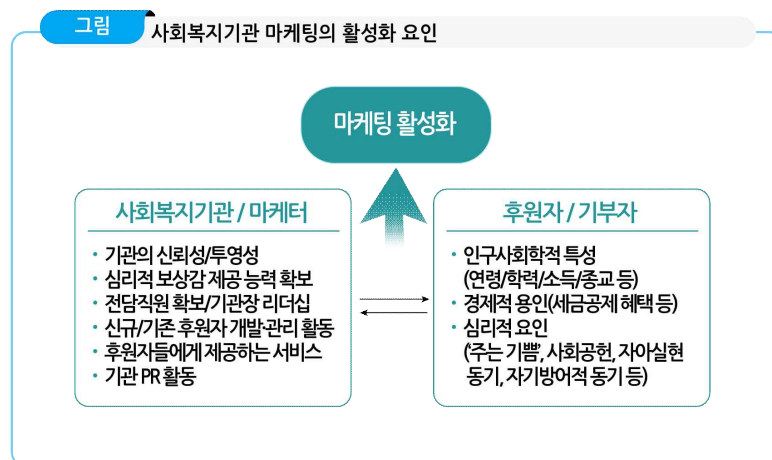 그림
사회복지기관 마케팅의 활성화 요인
마케팅 활성화
사회복지기관 / 마케터
• 기관의 신뢰성/투영성
• 심리적 보상감 제공 능력 확보
• 전담직원 확보/기관장 리더십
• 신규/기존 후원자 개발·관리 활동
• 후원자들에게 제공하는 서비스
• 기관 PR 활동
후원자 / 기부자
• 인구사회학적 특성
(연령/학력/소득/종교 등)
• 경제적 용인(세금공제 혜택 등)
• 심리적 요인
('주는 기쁨', 사회공헌, 자아실현
동기, 자기방어적 동기 등)